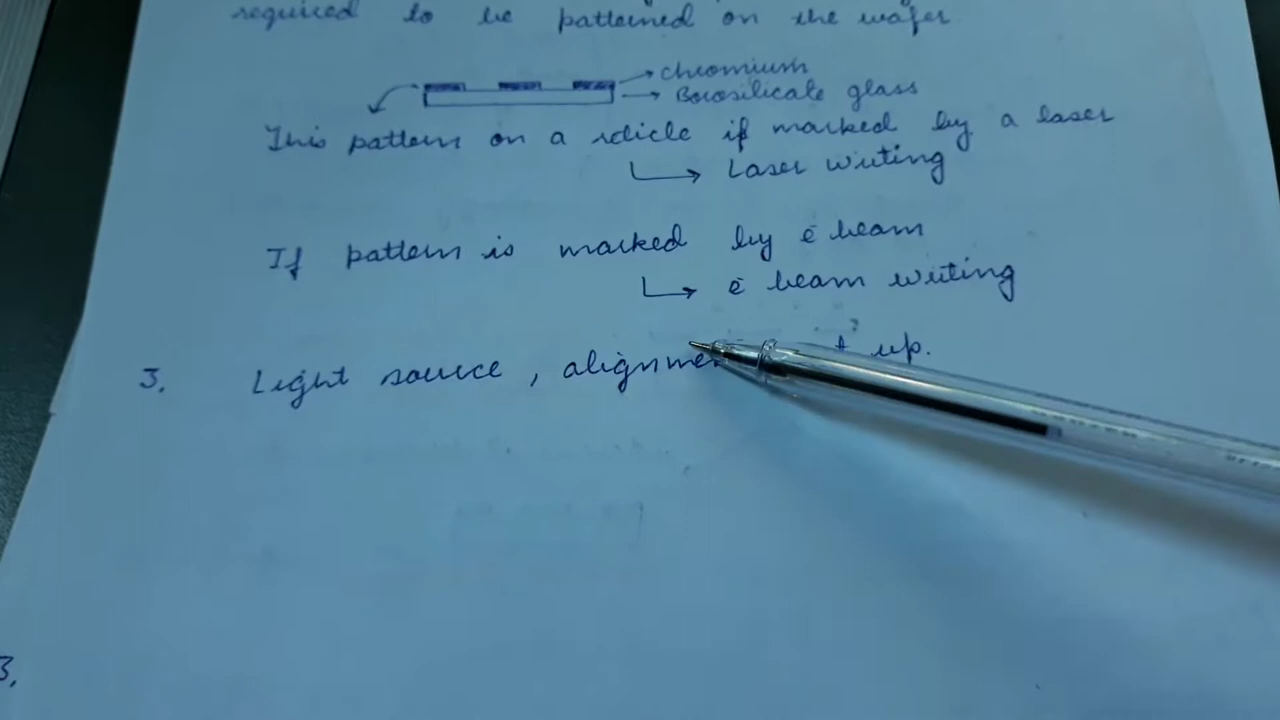 required to be patterned on the wafer
chromium
Borosilicate glass
This pattern on a reticle if marked by a laser
Laser writing
If pattern is marked by ē beam
ē beam writing
3. Light source, up.
3.